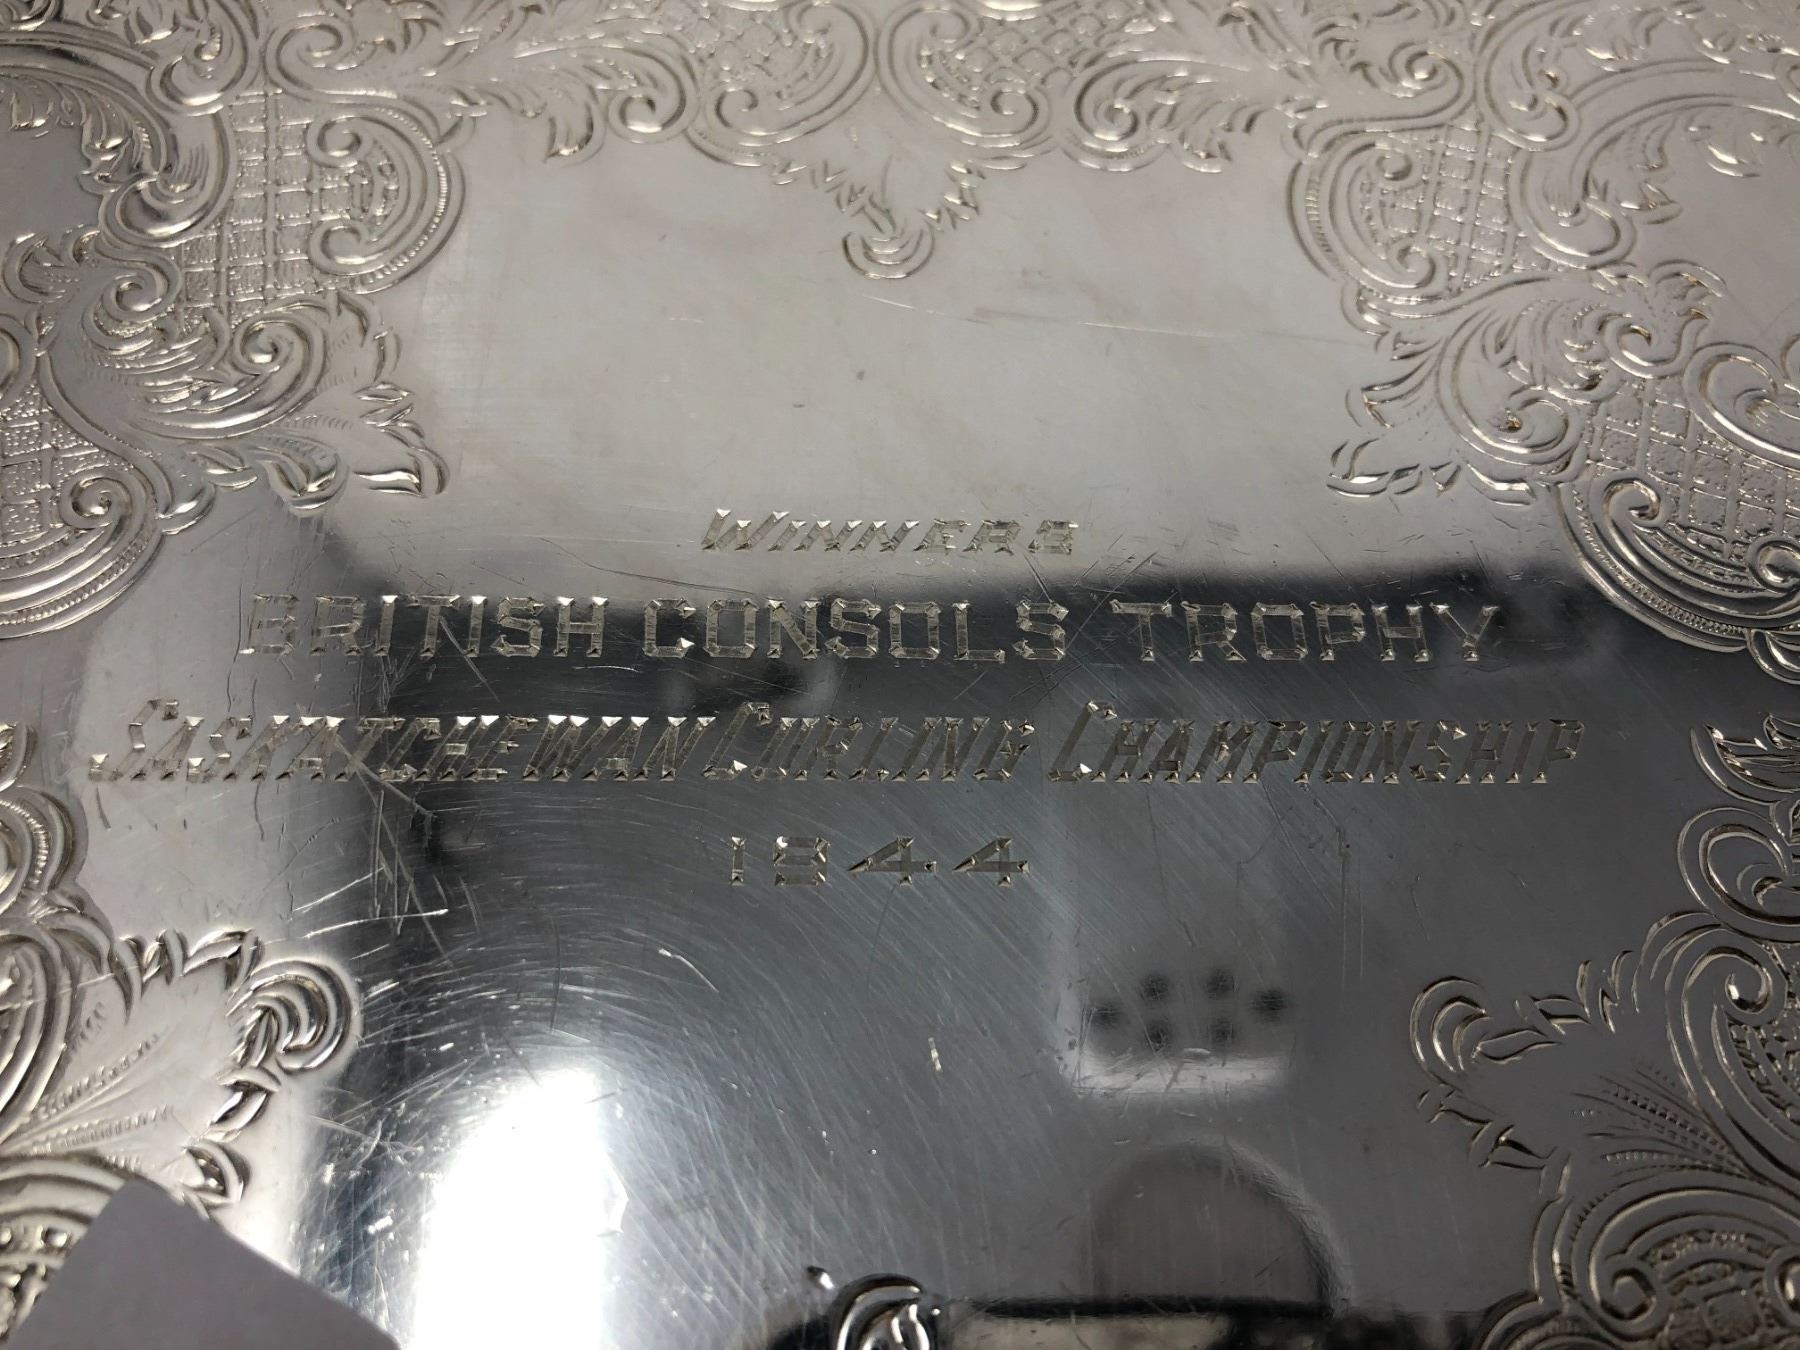 WINNERS
BRITISH CONSOLS TROPHY
SASKATCHEWAN CURLING CHAMPIONSHIP
1944